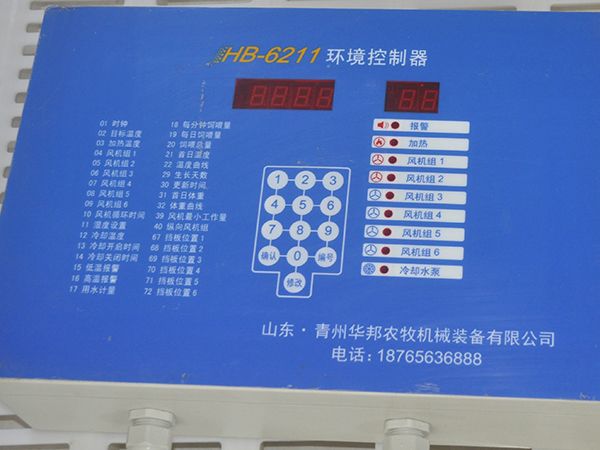 HB-6211 环境控制器
01 时钟
02 目标温度
03 加热温度
04 风机组1
05 风机组2
06 风机组3
07 风机组4
08 风机组5
09 风机组6
10 风机循环时间
11 湿度设置
12 冷却温度
13 冷却开启时间
14 冷却关闭时间
15 低温报警
16 高温报警
17 用水计量
18 每分钟饲喂量
19 每日饲喂量
20 饲喂总量
21 首日湿度
22 温度曲线
29 生长天数
30 更新时间
31 首日体重
32 体重曲线
39 风机最小工作量
40 纵向风机组
67 挡板位置1
68 挡板位置2
69 挡板位置3
70 挡板位置4
71 挡板位置5
72 挡板位置6
1 2 3
4 5 6
7 8 9
确认 0 编号
修改
报警
加热
风机组 1
风机组 2
风机组 3
风机组 4
风机组 5
风机组 6
冷却水泵
山东·青州华邦农牧机械装备有限公司
电话: 18765636888